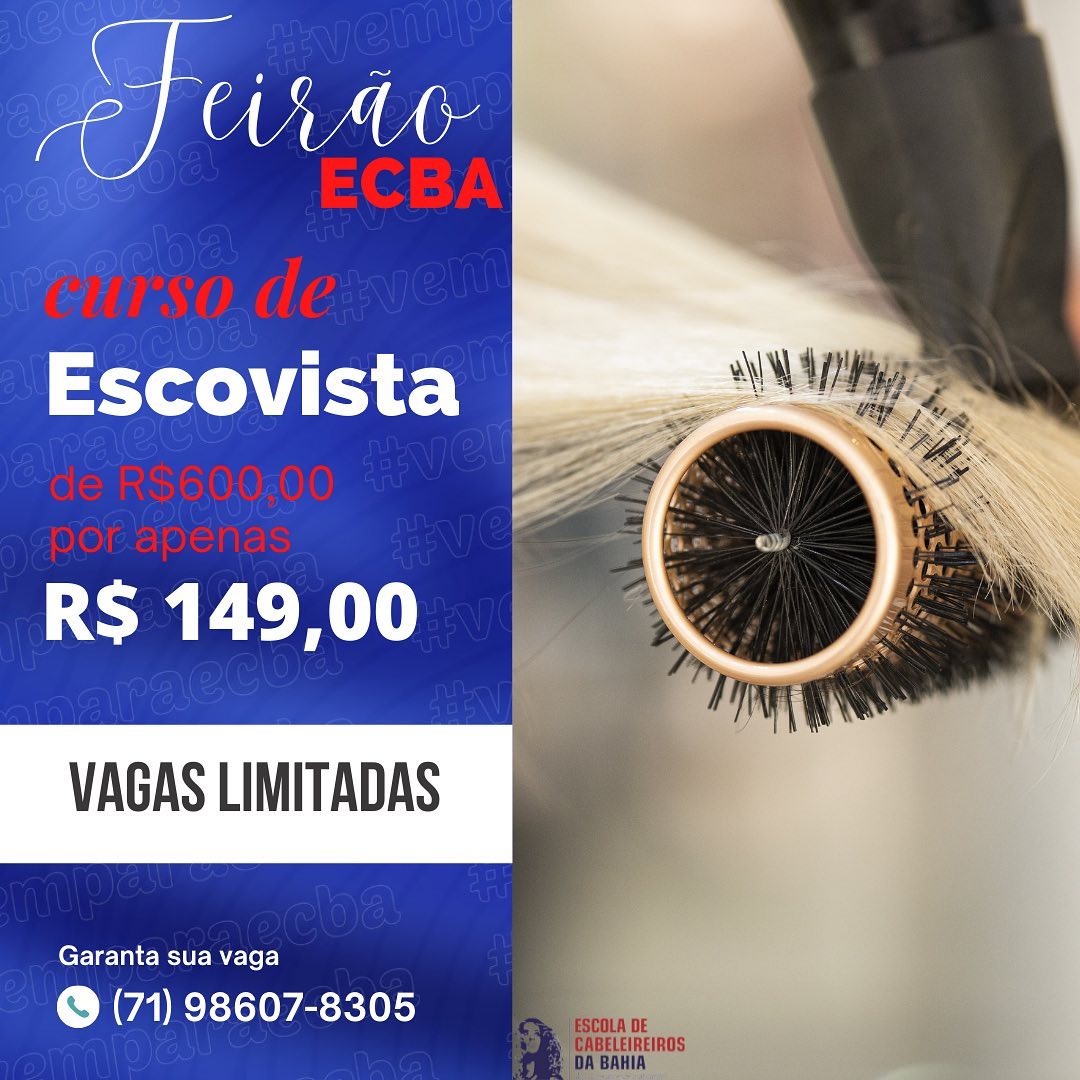 Feirão
ECBA
curso de
Escovista
de R$600,00
por apenas
R$ 149,00
VAGAS LIMITADAS
Garanta sua vaga
(71) 98607-8305
ESCOLA DE
CABELEIREIROS
DA BAHIA
#vemparaecba